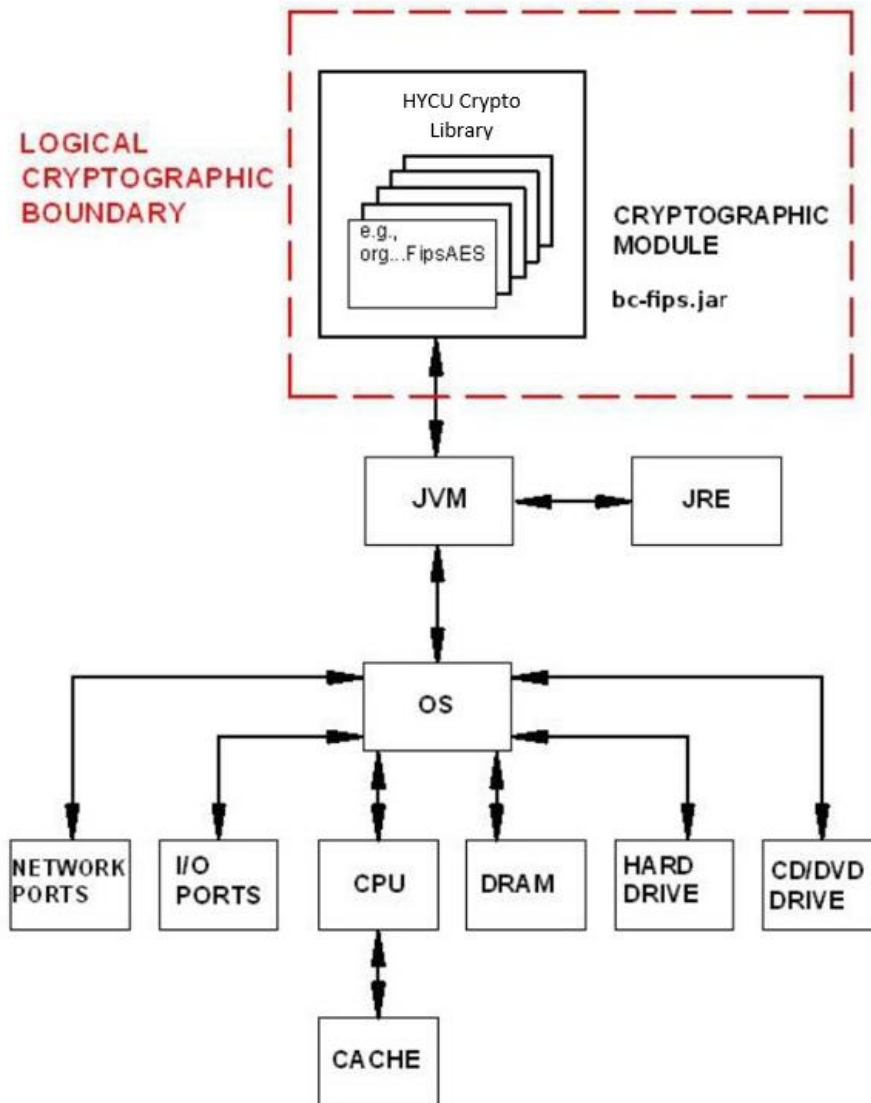 HYCU Crypto
Library
e.g.,
org...FipsAES
LOGICAL
CRYPTOGRAPHIC
BOUNDARY
CRYPTOGRAPHIC
MODULE
bc-fips.jar
JVM
JRE
OS
NETWORK
PORTS
I/O
PORTS
CPU
DRAM
HARD
DRIVE
CD/DVD
DRIVE
CACHE